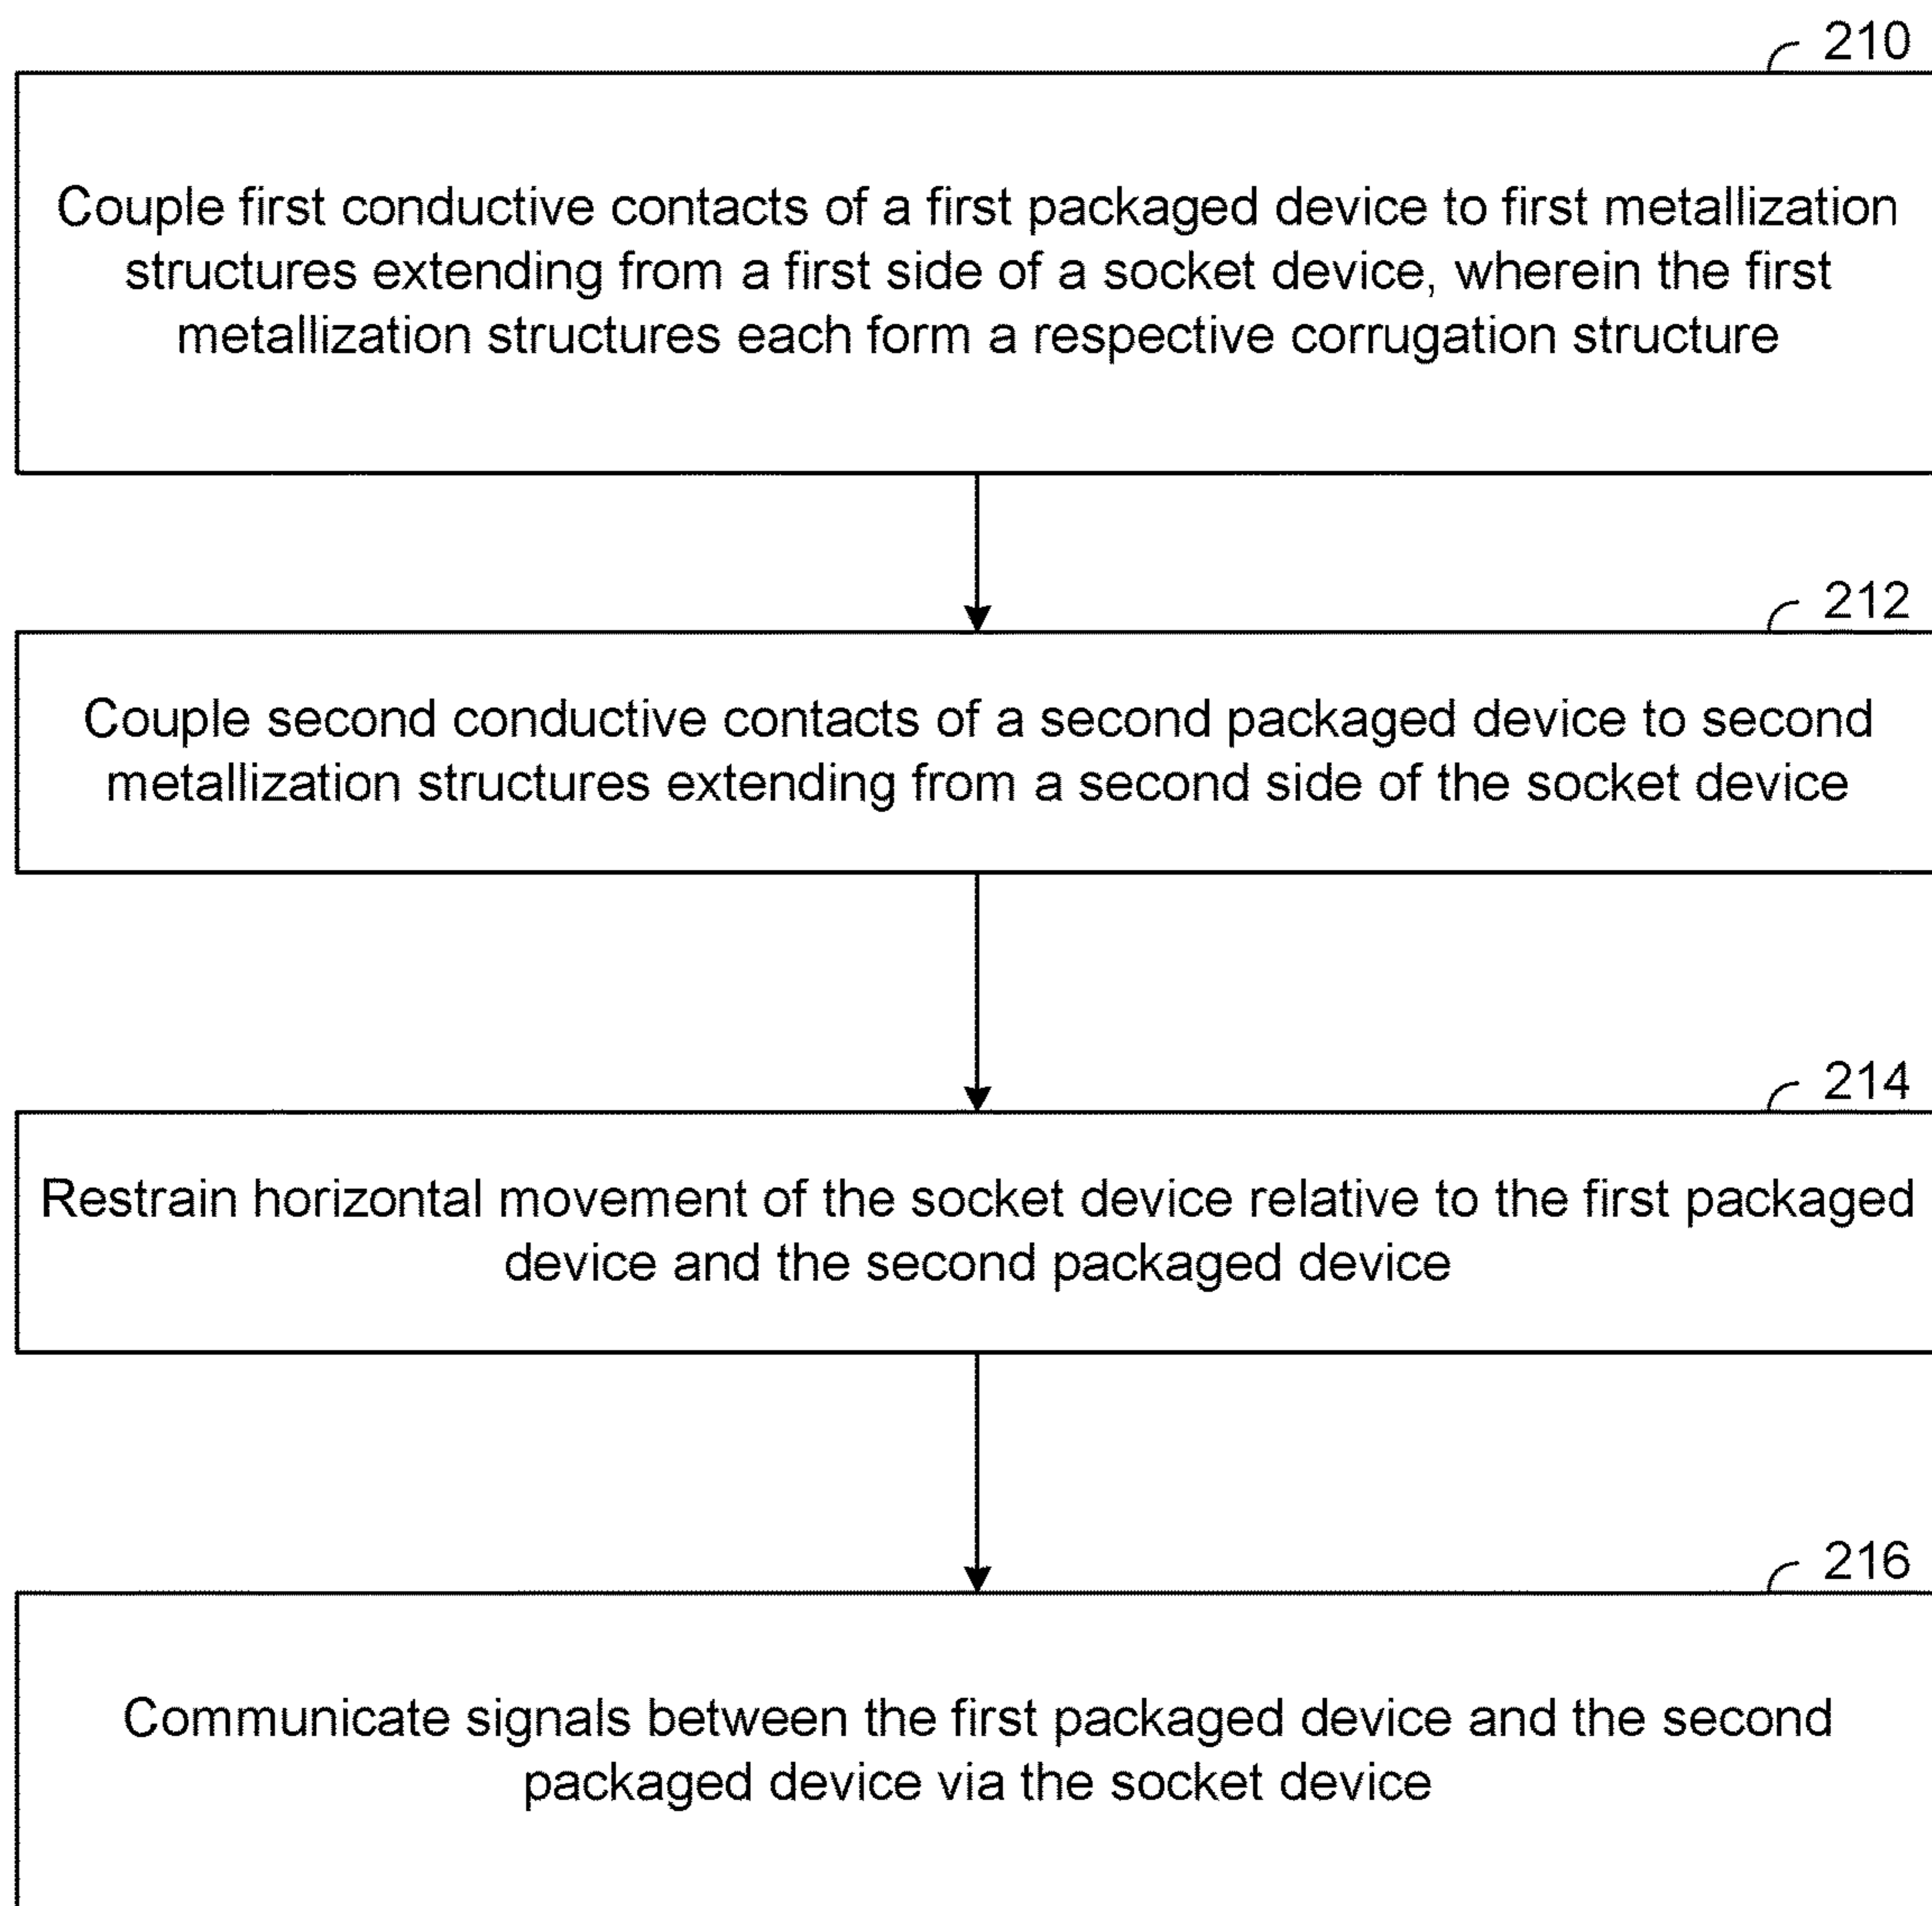 210
Couple first conductive contacts of a first packaged device to first metallization
structures extending from a first side of a socket device, wherein the first
metallization structures each form a respective corrugation structure
212
Couple second conductive contacts of a second packaged device to second
metallization structures extending from a second side of the socket device
214
Restrain horizontal movement of the socket device relative to the first packaged
device and the second packaged device
216
Communicate signals between the first packaged device and the second
packaged device via the socket device